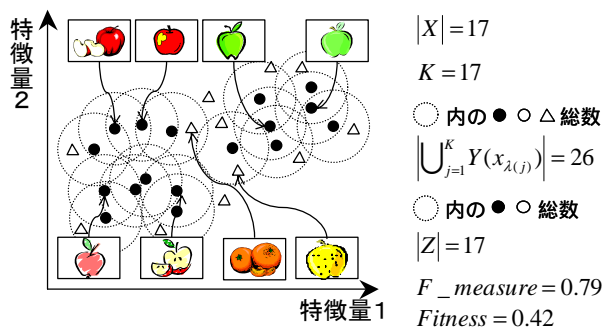 特徴量2
|X| = 17
K = 17
内の ● ○ △ 総数
|⋃_{j=1}^{K} Y(x_{λ(j)})| = 26
内の ● ○ 総数
|Z| = 17
F _ measure = 0.79
Fitness = 0.42
特徴量1